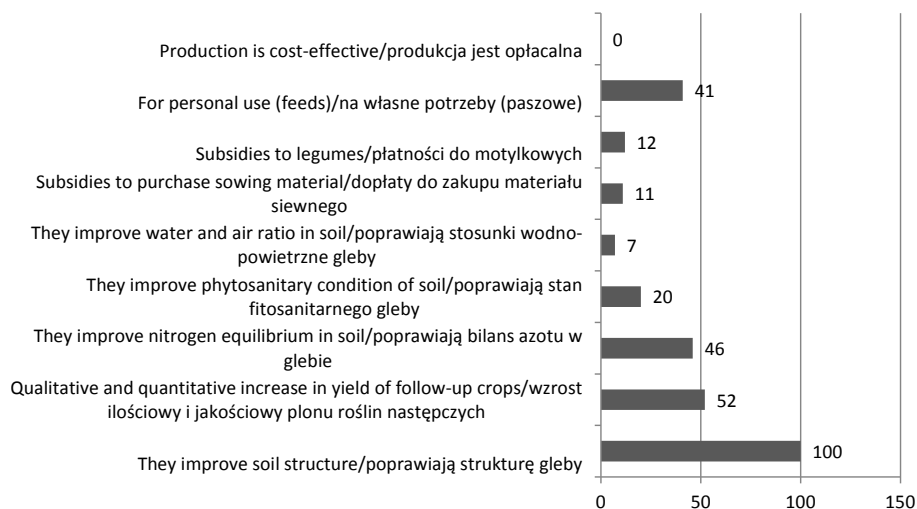 Production is cost-effective/produkcja jest opłacalna
0
For personal use (feeds)/na własne potrzeby (paszowe)
41
Subsidies to legumes/płatności do motylkowych
12
Subsidies to purchase sowing material/dopłaty do zakupu materiału
siewnego
11
They improve water and air ratio in soil/poprawiają stosunki wodno-
powietrzne gleby
7
They improve phytosanitary condition of soil/poprawiają stan
fitosanitarnego gleby
20
They improve nitrogen equilibrium in soil/poprawiają bilans azotu w
glebie
46
Qualitative and quantitative increase in yield of follow-up crops/wzrost
ilościowy i jakościowy plonu roślin następczych
52
They improve soil structure/poprawiają strukturę gleby
100
0 50 100 150